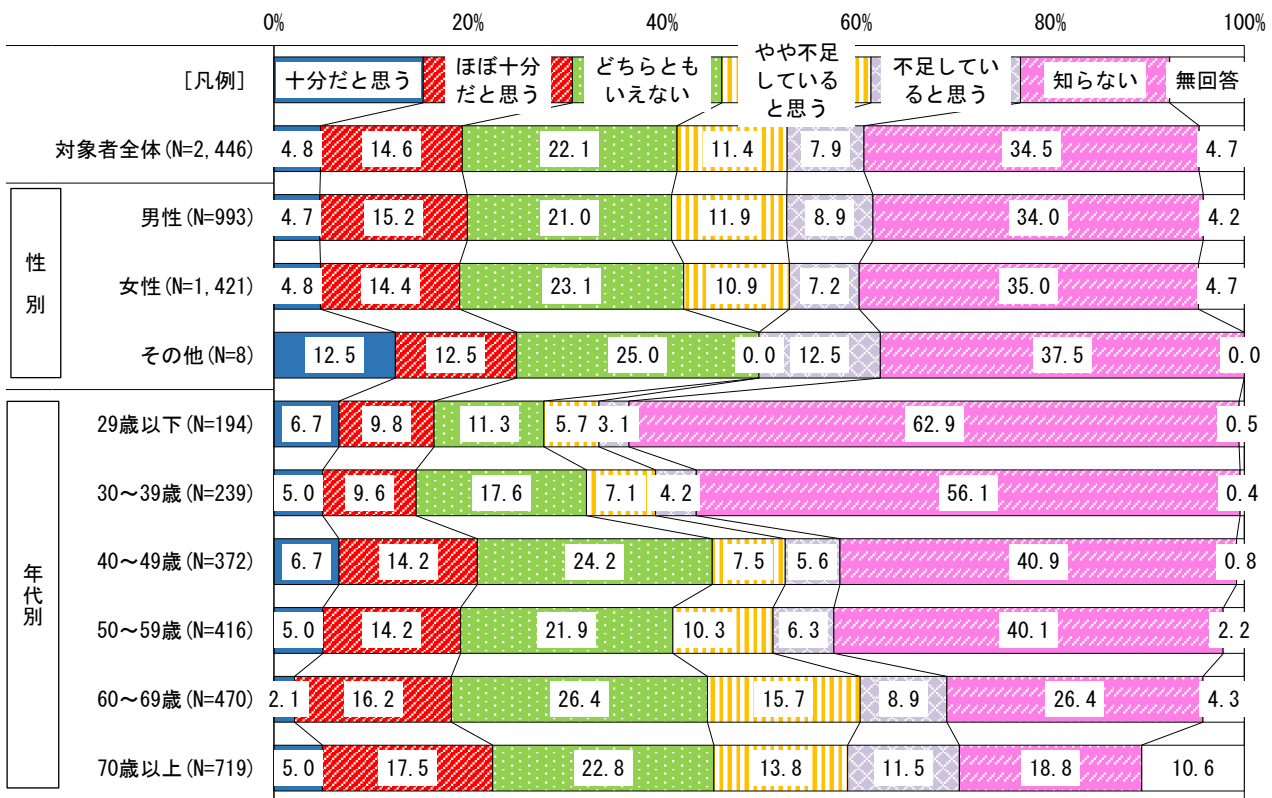 0% 20% 40% 60% 80% 100%
[凡例] 十分だと思う ほぼ十分だと思う どちらともいえない やや不足していると思う 不足していると思う 知らない 無回答
対象者全体(N=2,446) 4.8 14.6 22.1 11.4 7.9 34.5 4.7
性別
男性(N=993) 4.7 15.2 21.0 11.9 8.9 34.0 4.2
女性(N=1,421) 4.8 14.4 23.1 10.9 7.2 35.0 4.7
その他(N=8) 12.5 12.5 25.0 0.0 12.5 37.5 0.0
年代別
29歳以下(N=194) 6.7 9.8 11.3 5.7 3.1 62.9 0.5
30～39歳(N=239) 5.0 9.6 17.6 7.1 4.2 56.1 0.4
40～49歳(N=372) 6.7 14.2 24.2 7.5 5.6 40.9 0.8
50～59歳(N=416) 5.0 14.2 21.9 10.3 6.3 40.1 2.2
60～69歳(N=470) 2.1 16.2 26.4 15.7 8.9 26.4 4.3
70歳以上(N=719) 5.0 17.5 22.8 13.8 11.5 18.8 10.6